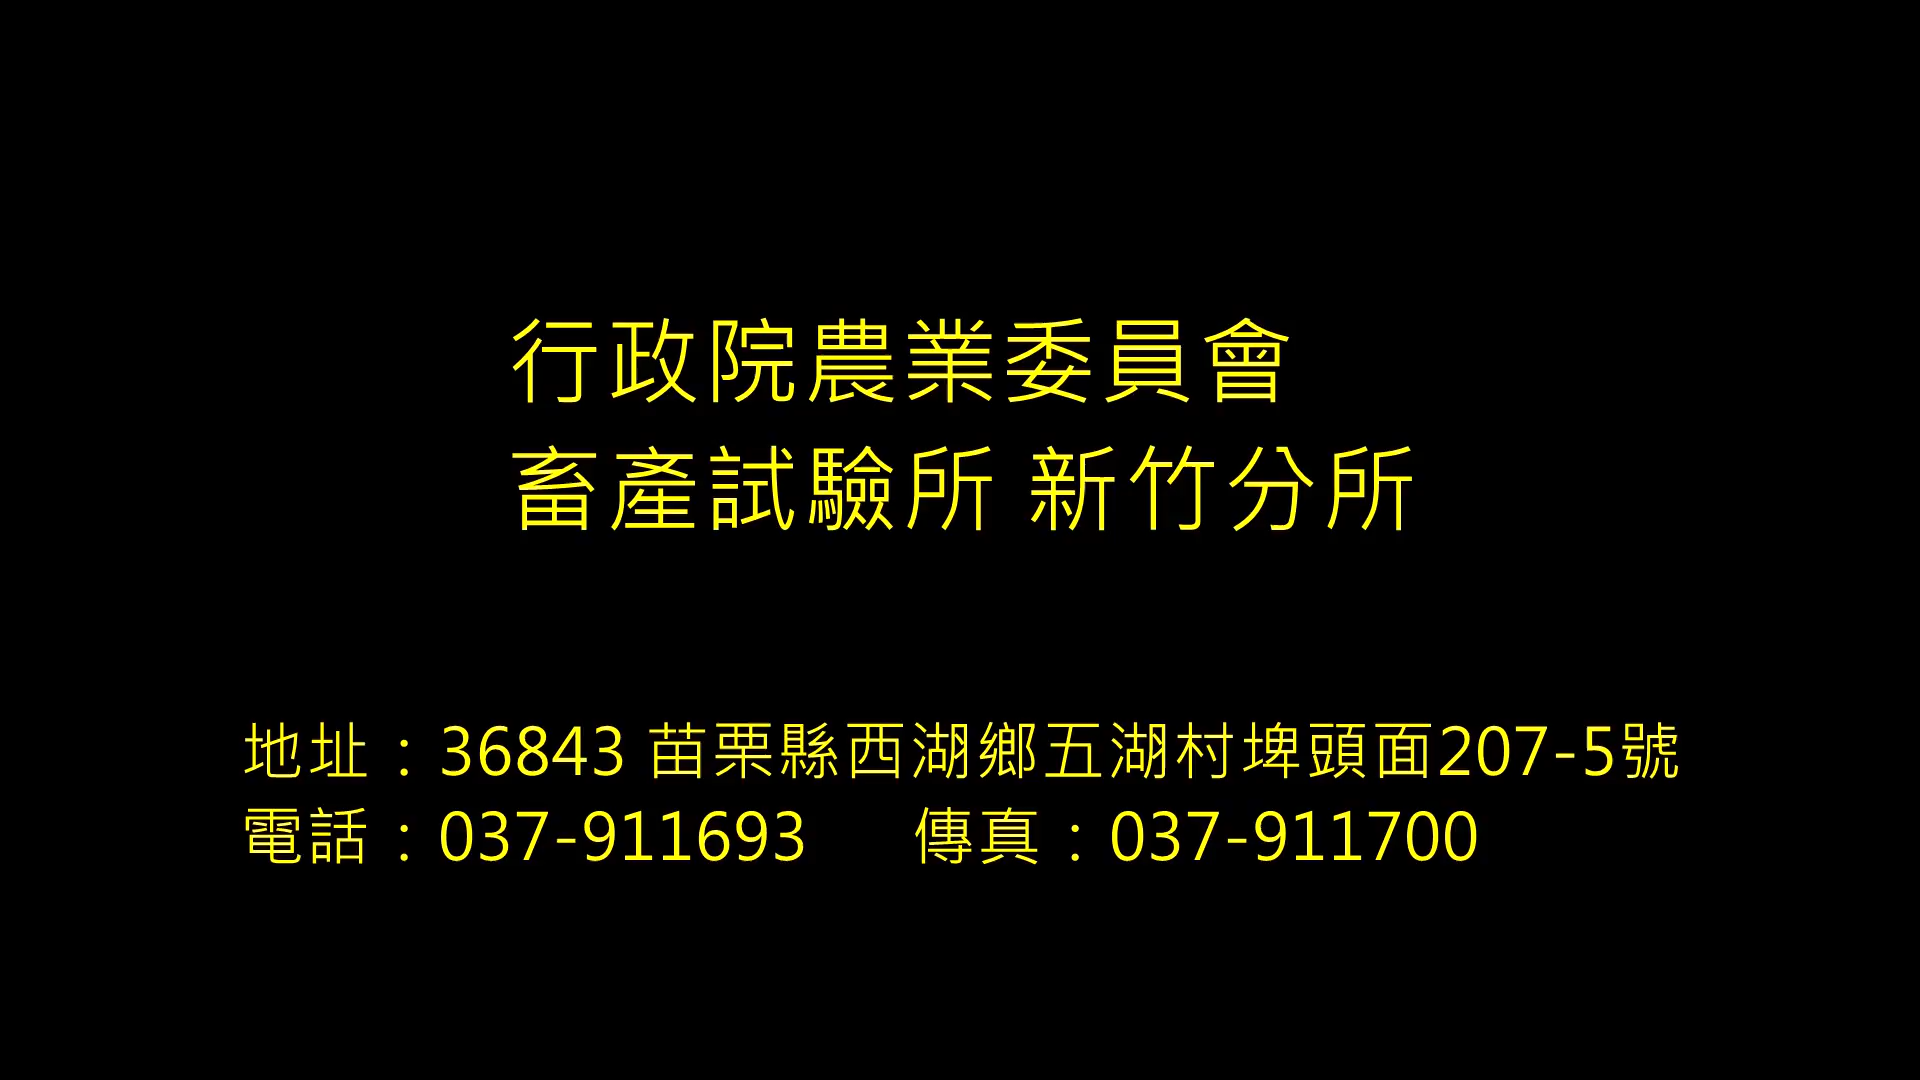 行政院農業委員會
畜產試驗所 新竹分所
地址：36843 苗栗縣西湖鄉五湖村埤頭面207-5號
電話：037-911693 傳真：037-911700